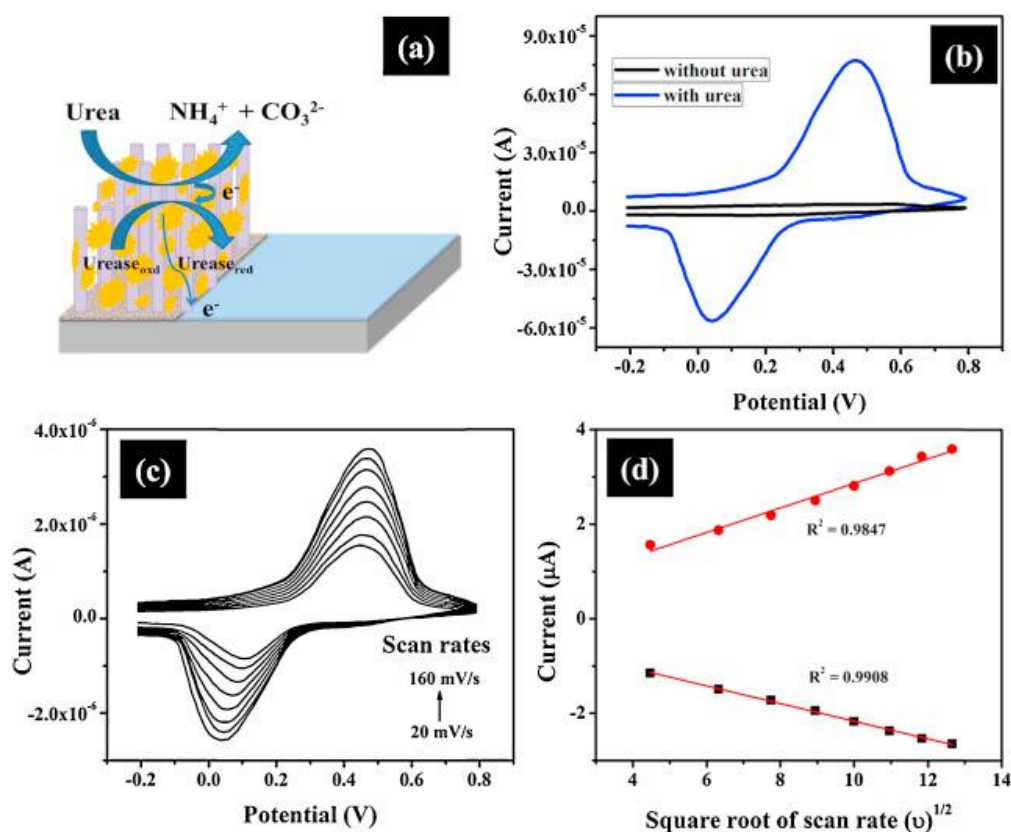 (a)
Urea
NH₄⁺ + CO₃²⁻
e⁻
Urease_oxd
Urease_red
e⁻
(b)
without urea
with urea
9.0x10⁻⁵
6.0x10⁻⁵
3.0x10⁻⁵
0.0
-3.0x10⁻⁵
-6.0x10⁻⁵
Current (A)
-0.2 0.0 0.2 0.4 0.6 0.8
Potential (V)
(c)
4.0x10⁻⁶
2.0x10⁻⁶
0.0
-2.0x10⁻⁶
Current (A)
Scan rates
160 mV/s
20 mV/s
-0.2 0.0 0.2 0.4 0.6 0.8
Potential (V)
(d)
4
2
0
-2
Current (µA)
R² = 0.9847
R² = 0.9908
4 6 8 10 12 14
Square root of scan rate (υ)¹/²